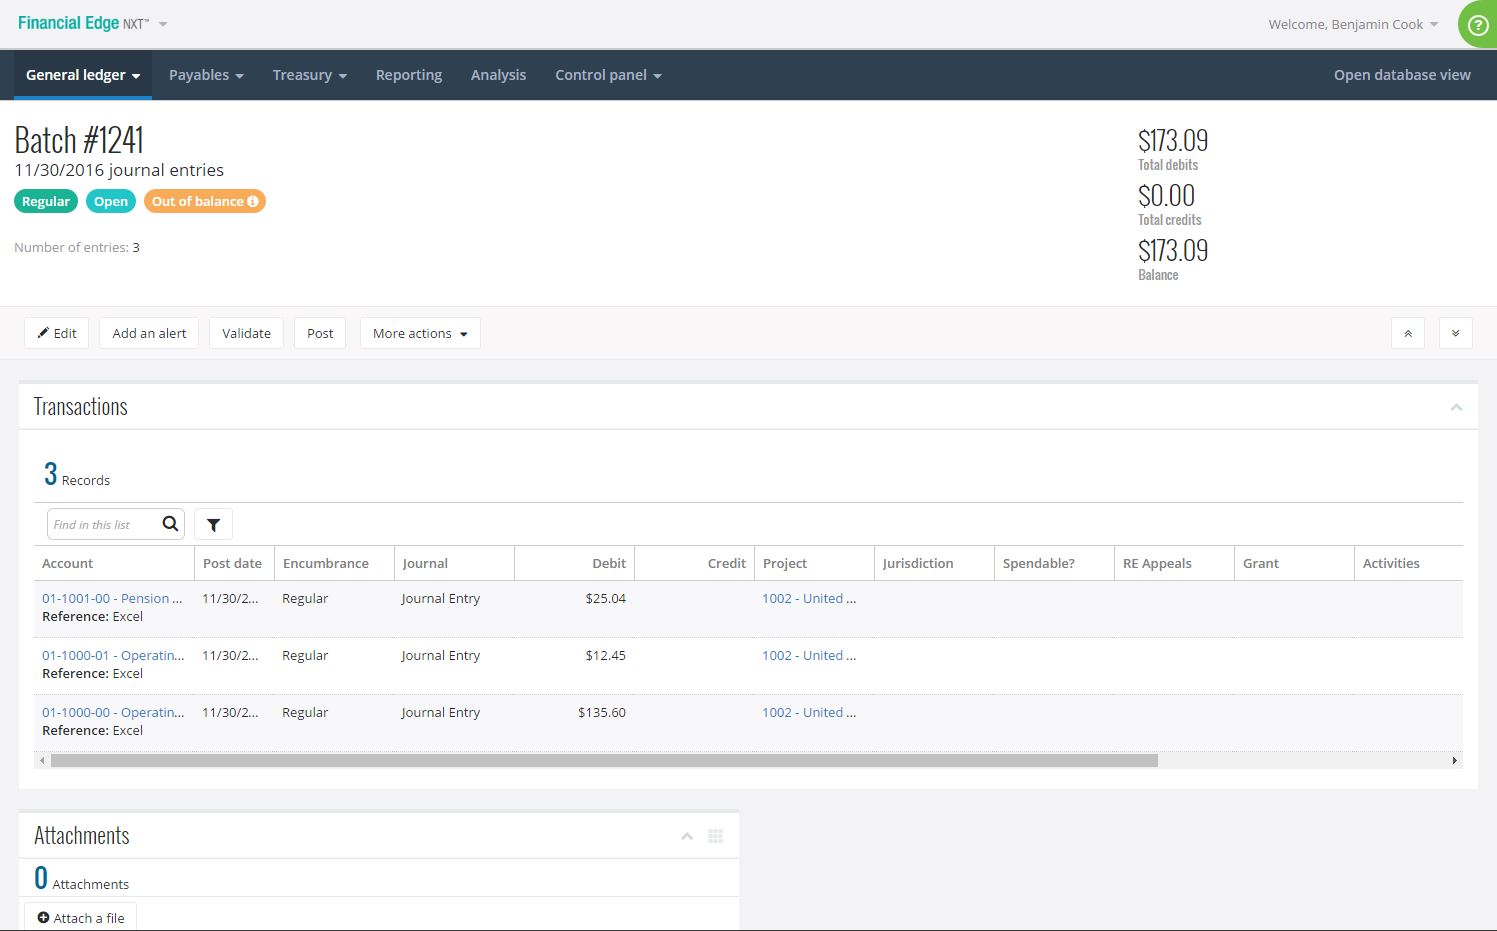 Financial Edge NXT™
Welcome, Benjamin Cook
General ledger Payables Treasury Reporting Analysis Control panel Open database view
Batch #1241
11/30/2016 journal entries
Regular Open Out of balance
Number of entries: 3
$173.09
Total debits
$0.00
Total credits
$173.09
Balance
Edit Add an alert Validate Post More actions
Transactions
3 Records
Find in this list
Account Post date Encumbrance Journal Debit Credit Project Jurisdiction Spendable? RE Appeals Grant Activities
01-1001-00 - Pension ... 11/30/2... Regular Journal Entry $25.04 1002 - United ...
Reference: Excel
01-1000-01 - Operatin... 11/30/2... Regular Journal Entry $12.45 1002 - United ...
Reference: Excel
01-1000-00 - Operatin... 11/30/2... Regular Journal Entry $135.60 1002 - United ...
Reference: Excel
Attachments
0 Attachments
Attach a file